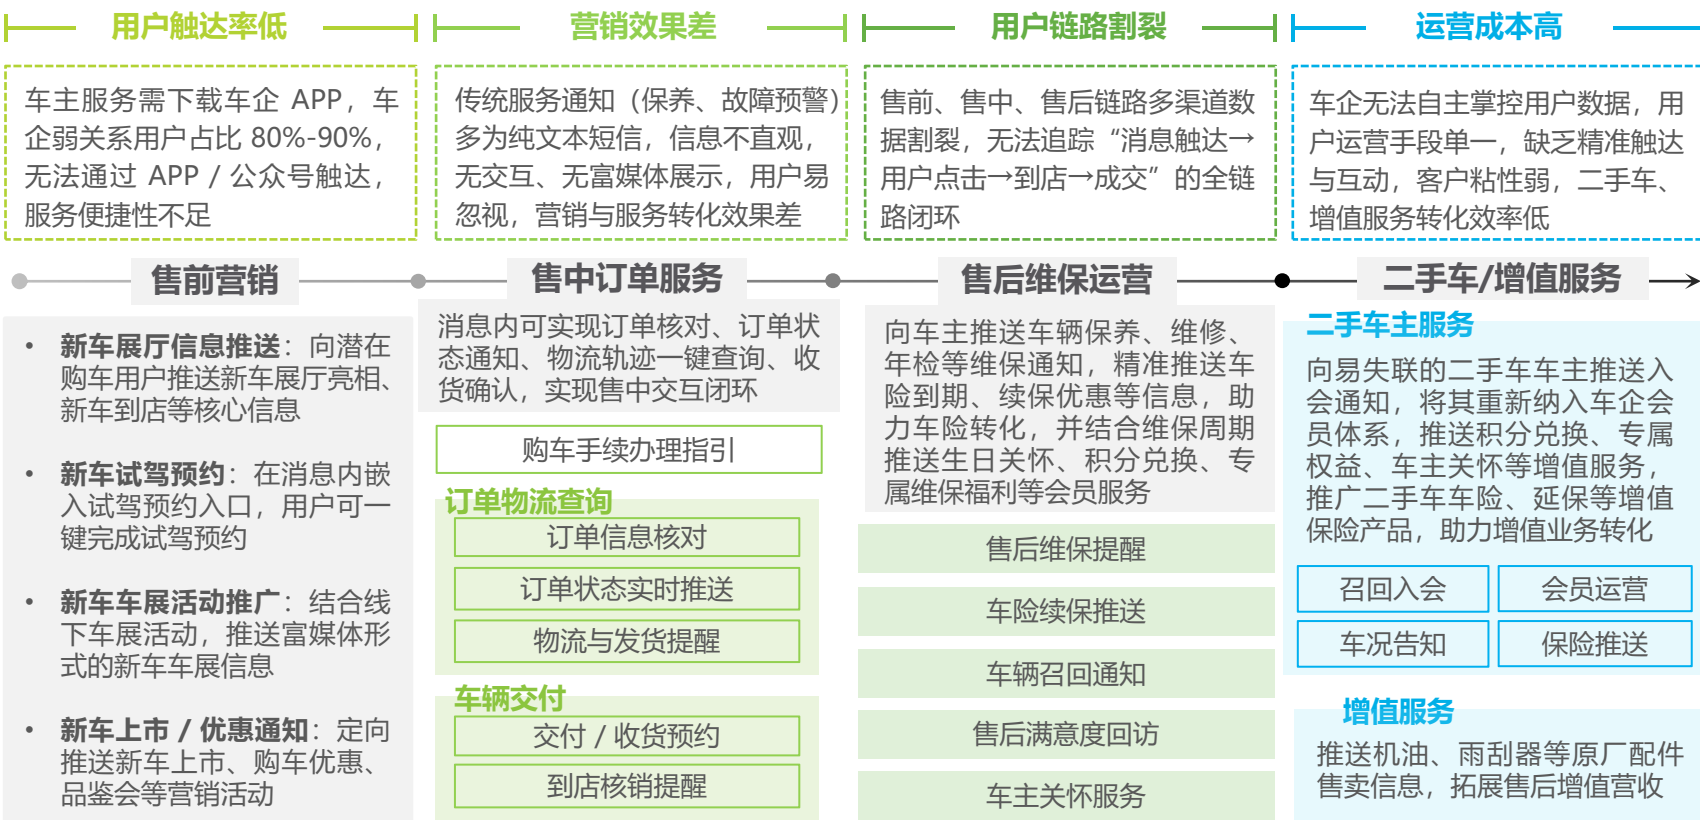 用户触达率低
车主服务需下载车企 APP，车
企弱关系用户占比 80%-90%，
无法通过 APP / 公众号触达，
服务便捷性不足
营销效果差
传统服务通知（保养、故障预警）
多为纯文本短信，信息不直观，
无交互、无富媒体展示，用户易
忽视，营销与服务转化效果差
用户链路割裂
售前、售中、售后链路多渠道数
据割裂，无法追踪“消息触达→
用户点击→到店→成交”的全链
路闭环
运营成本高
车企无法自主掌控用户数据，用
户运营手段单一，缺乏精准触达
与互动，客户粘性弱，二手车、
增值服务转化效率低
售前营销
• 新车展厅信息推送：向潜在
购车用户推送新车展厅亮相、
新车到店等核心信息
• 新车试驾预约：在消息内嵌
入试驾预约入口，用户可一
键完成试驾预约
• 新车车展活动推广：结合线
下车展活动，推送富媒体形
式的新车车展信息
• 新车上市 / 优惠通知：定向
推送新车上市、购车优惠、
品鉴会等营销活动
售中订单服务
消息内可实现订单核对、订单状
态通知、物流轨迹一键查询、收
货确认，实现售中交互闭环
购车手续办理指引
订单物流查询
订单信息核对
订单状态实时推送
物流与发货提醒
车辆交付
交付 / 收货预约
到店核销提醒
售后维保运营
向车主推送车辆保养、维修、
年检等维保通知，精准推送车
险到期、续保优惠等信息，助
力车险转化，并结合维保周期
推送生日关怀、积分兑换、专
属维保福利等会员服务
售后维保提醒
车险续保推送
车辆召回通知
售后满意度回访
车主关怀服务
二手车/增值服务
二手车主服务
向易失联的二手车车主推送入
会通知，将其重新纳入车企会
员体系，推送积分兑换、专属
权益、车主关怀等增值服务，
推广二手车车险、延保等增值
保险产品，助力增值业务转化
召回入会
会员运营
车况告知
保险推送
增值服务
推送机油、雨刮器等原厂配件
售卖信息，拓展售后增值营收